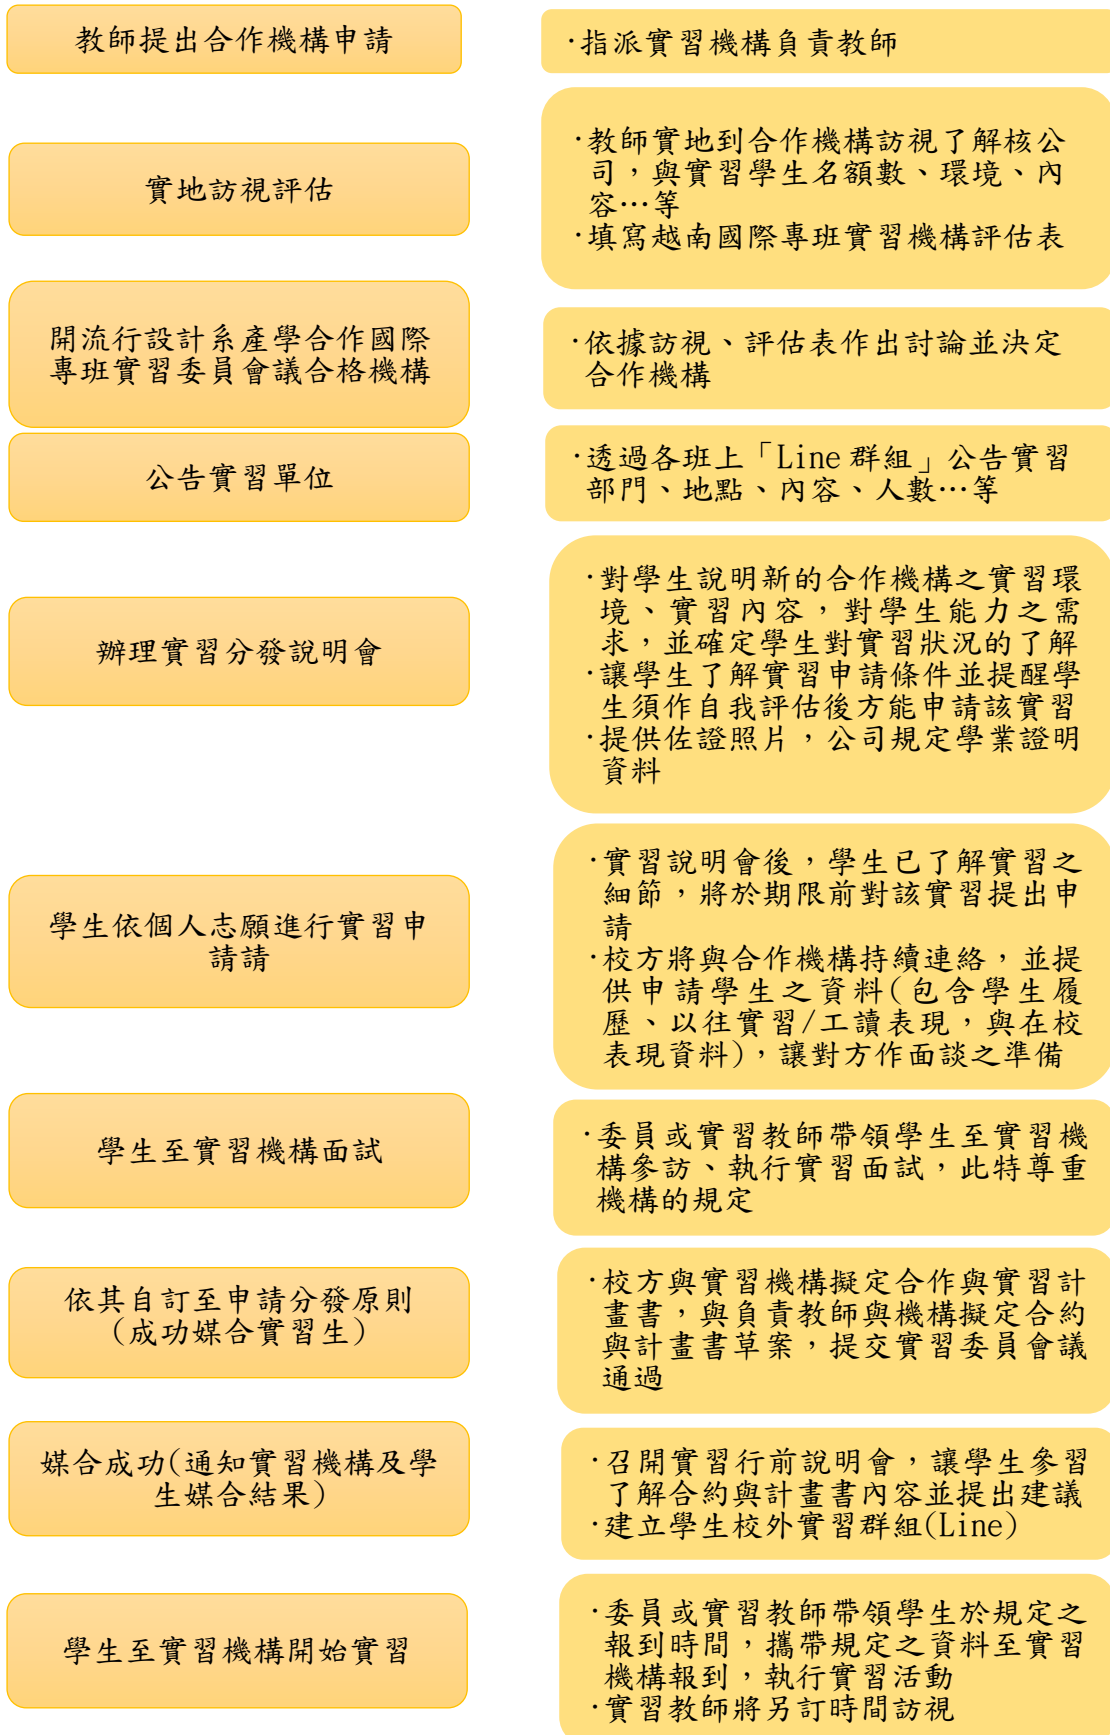 教師提出合作機構申請
·指派實習機構負責教師
實地訪視評估
·教師實地到合作機構訪視了解核公
司，與實習學生名額數、環境、內
容…等
·填寫越南國際專班實習機構評估表
開流行設計系產學合作國際
專班實習委員會議合格機構
·依據訪視、評估表作出討論並決定
合作機構
公告實習單位
·透過各班上「Line 群組」公告實習
部門、地點、內容、人數…等
辦理實習分發說明會
·對學生說明新的合作機構之實習環
境、實習內容，對學生能力之需
求，並確定學生對實習狀況的了解
·讓學生了解實習申請條件並提醒學
生須作自我評估後方能申請該實習
·提供佐證照片，公司規定學業證明
資料
學生依個人志願進行實習申
請請
·實習說明會後，學生已了解實習之
細節，將於期限前對該實習提出申
請
·校方將與合作機構持續連絡，並提
供申請學生之資料(包含學生履
歷、以往實習/工讀表現，與在校
表現資料)，讓對方作面談之準備
學生至實習機構面試
·委員或實習教師帶領學生至實習機
構參訪、執行實習面試，此特尊重
機構的規定
依其自訂至申請分發原則
(成功媒合實習生)
·校方與實習機構擬定合作與實習計
畫書，與負責教師與機構擬定合約
與計畫書草案，提交實習委員會議
通過
媒合成功(通知實習機構及學
生媒合結果)
·召開實習行前說明會，讓學生參習
了解合約與計畫書內容並提出建議
·建立學生校外實習群組(Line)
學生至實習機構開始實習
·委員或實習教師帶領學生於規定之
報到時間，攜帶規定之資料至實習
機構報到，執行實習活動
·實習教師將另訂時間訪視